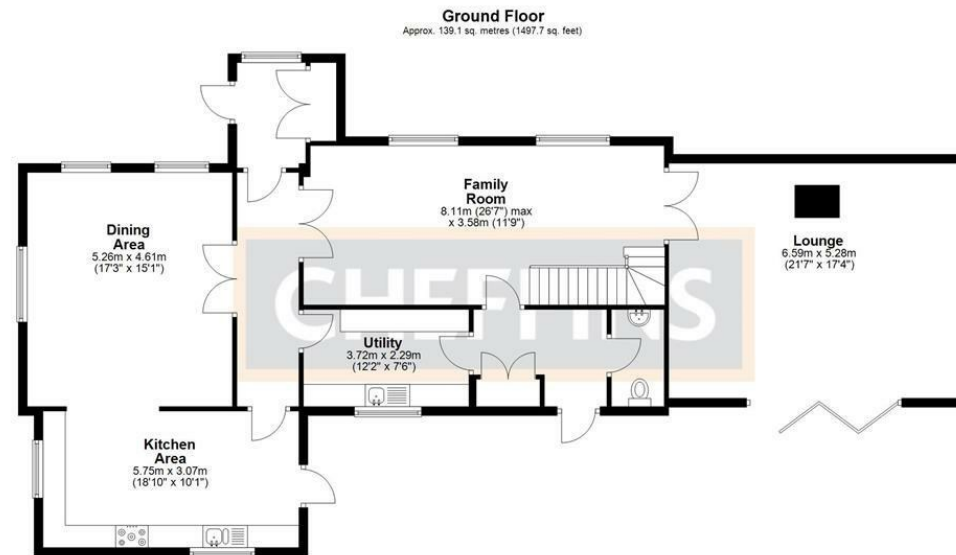 Ground Floor
Approx. 139.1 sq. metres (1497.7 sq. feet)
Family
Room
8.11m (26'7") max
x 3.58m (11'9")
Dining
Area
5.26m x 4.61m
(17'3" x 15'1")
Lounge
6.59m x 5.28m
(21'7" x 17'4")
CHEFFINS
Utility
3.72m x 2.29m
(12'2" x 7'6")
Kitchen
Area
5.75m x 3.07m
(18'10" x 10'1")